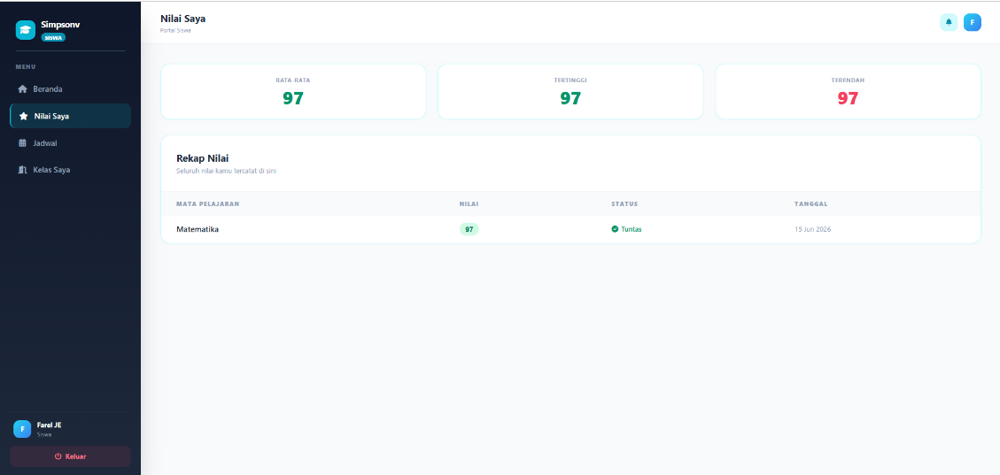 Simpsonv
SISWA
MENU
Beranda
Nilai Saya
Jadwal
Kelas Saya
Farel JE
Siswa
Keluar
F
Nilai Saya
Portal Siswa
F
RATA-RATA
97
TERTINGGI
97
TERENDAH
97
Rekap Nilai
Seluruh nilai kamu tercatat di sini
MATA PELAJARAN NILAI STATUS TANGGAL
Matematika 97 Tuntas 15 Jun 2026